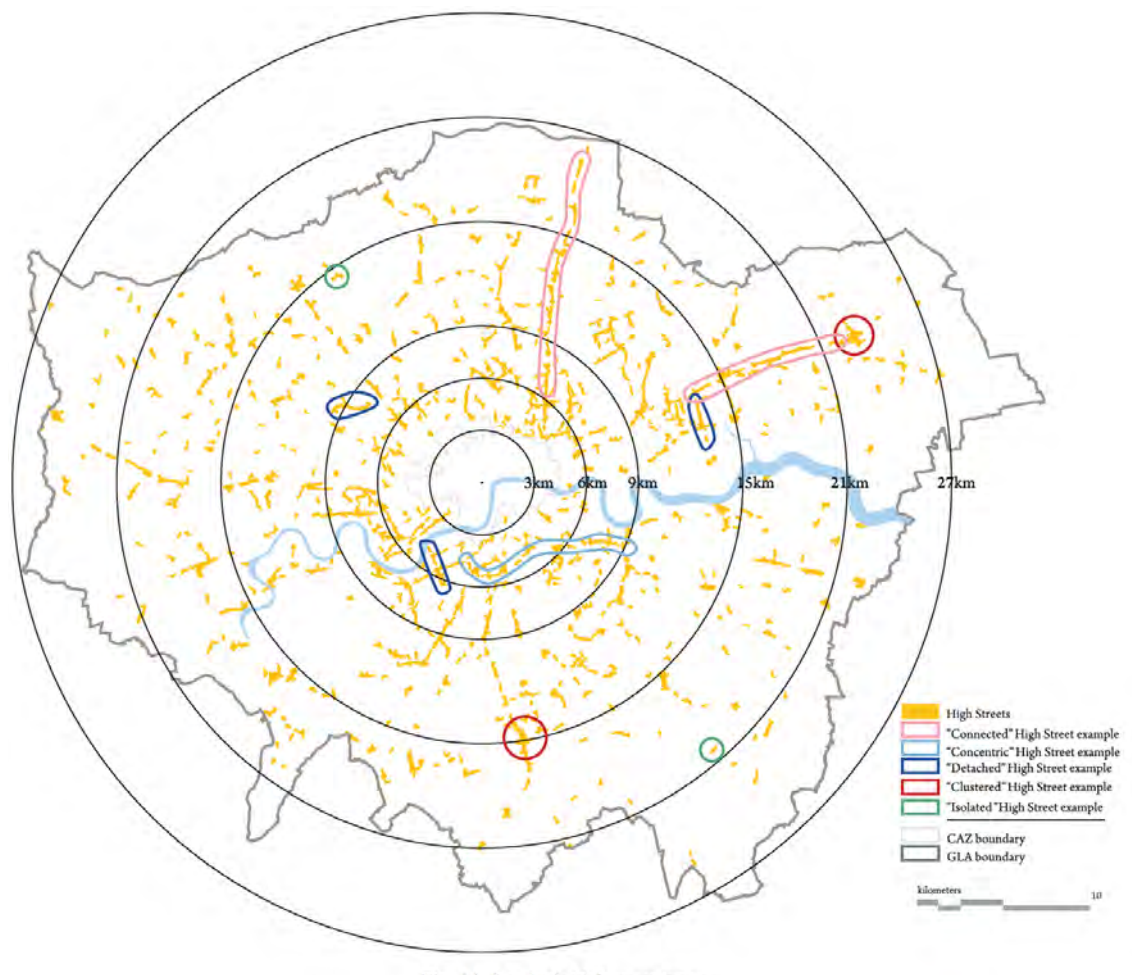 3km
6km
9km
15km
21km
27km
High Streets
"Connected" High Street example
"Concentric" High Street example
"Detached" High Street example
"Clustered" High Street example
"Isolated" High Street example
CAZ boundary
GLA boundary
kilometers
10